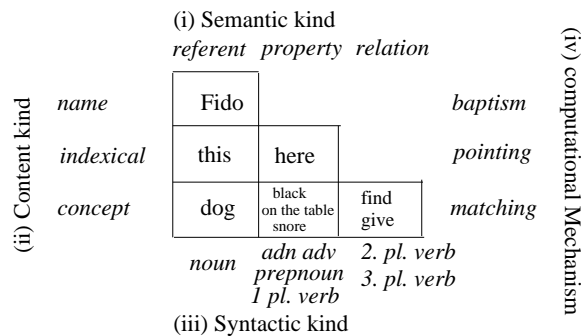 (i) Semantic kind
referent property relation
name Fido baptism
indexical this here pointing
concept dog black on the table snore find give matching
noun adn adv prepnoun 1 pl. verb 2. pl. verb 3. pl. verb
(iii) Syntactic kind
(ii) Content kind
(iv) computational Mechanism